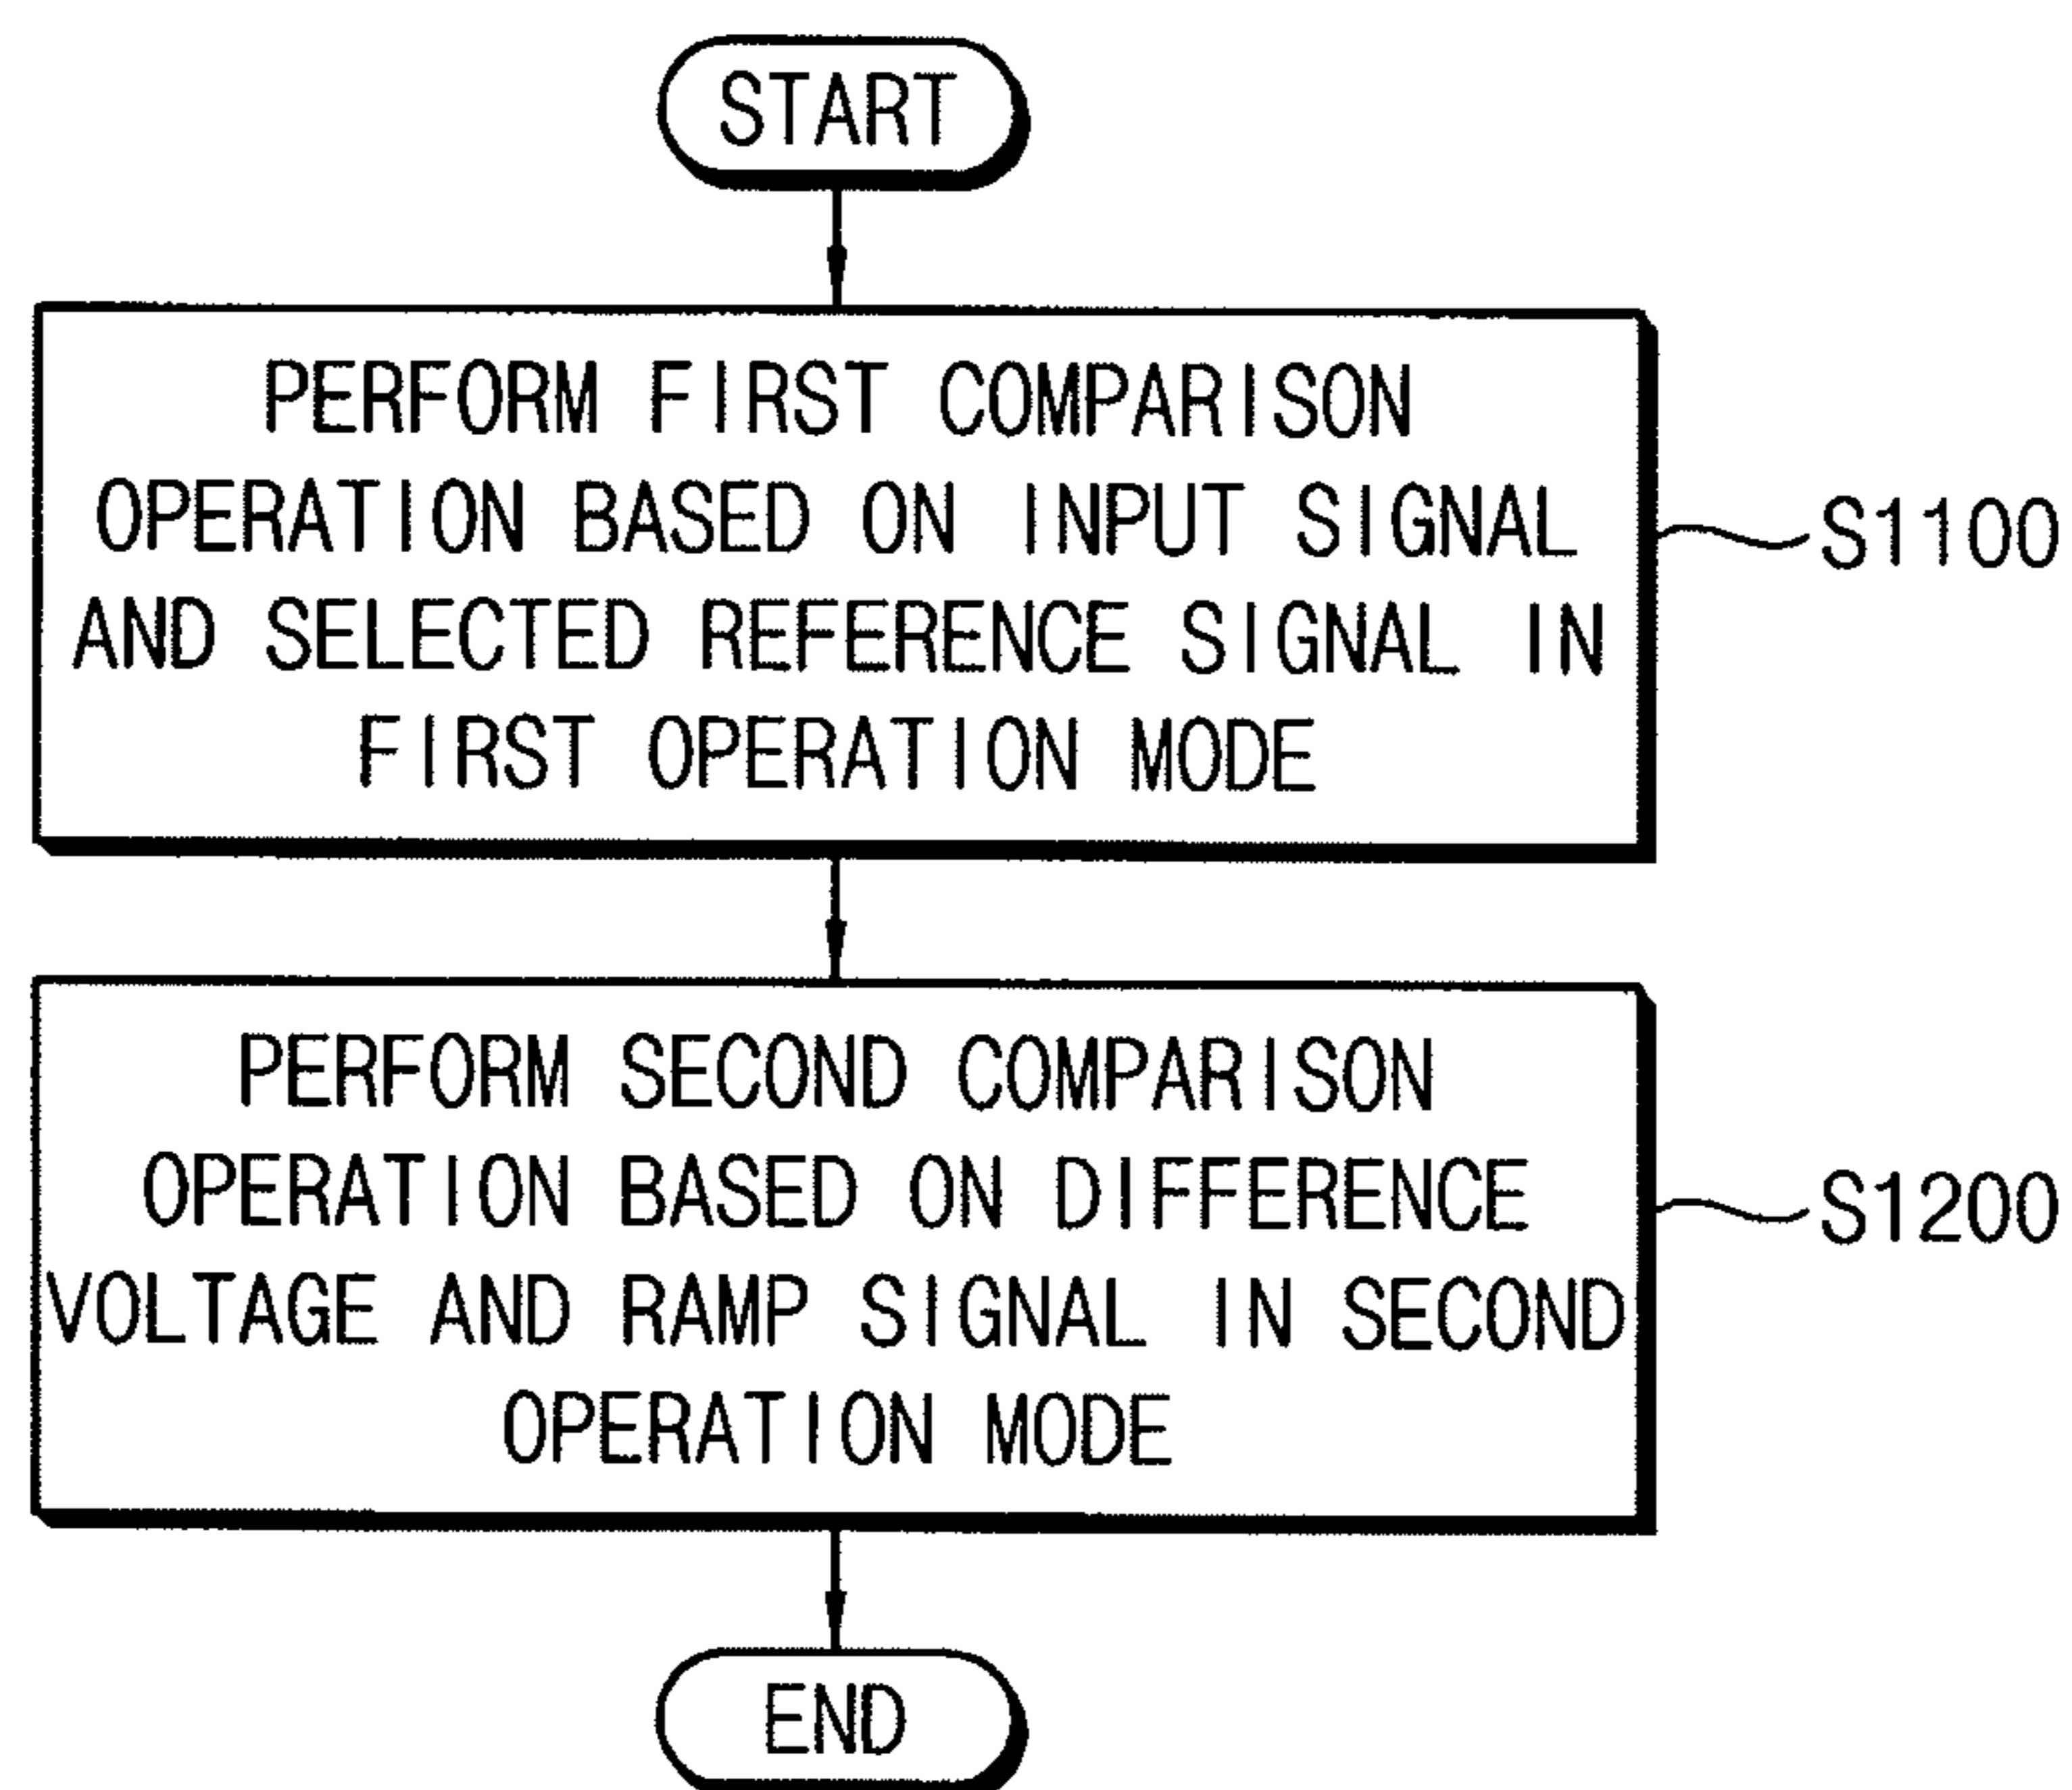 START
PERFORM FIRST COMPARISON
OPERATION BASED ON INPUT SIGNAL
AND SELECTED REFERENCE SIGNAL IN
FIRST OPERATION MODE
S1100
PERFORM SECOND COMPARISON
OPERATION BASED ON DIFFERENCE
VOLTAGE AND RAMP SIGNAL IN SECOND
OPERATION MODE
S1200
END